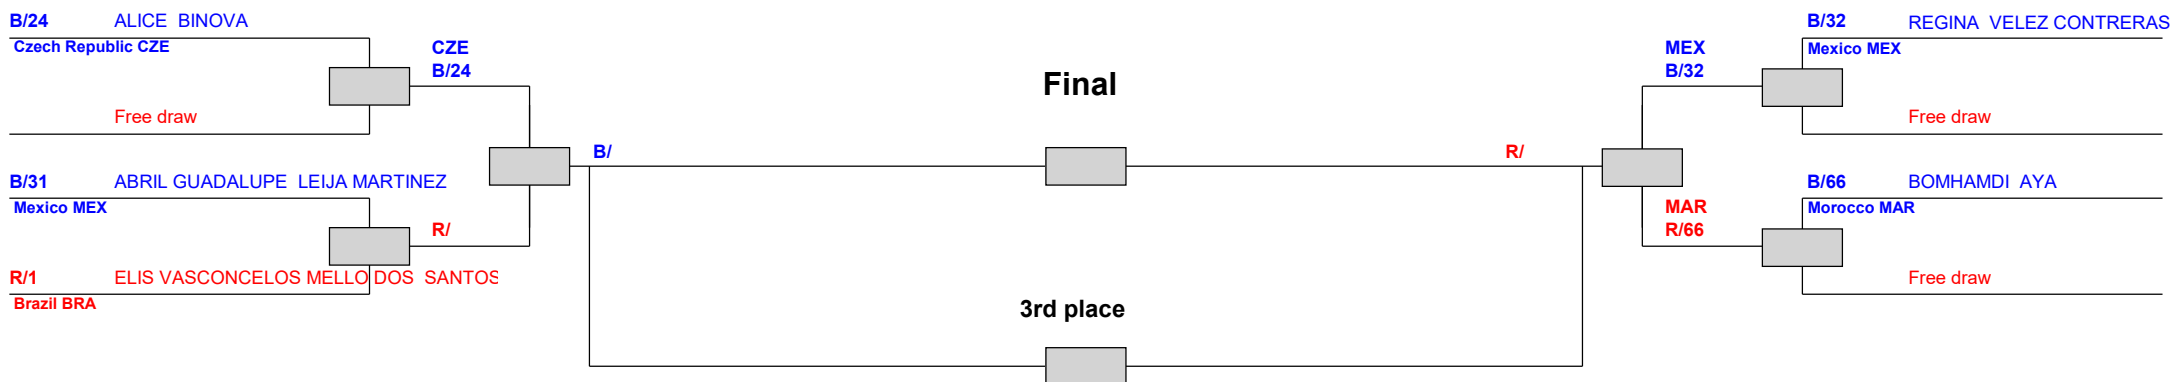 B/24 ALICE BINOVA
Czech Republic CZE
CZE
B/24
Free draw
B/31 ABRIL GUADALUPE LEIJA MARTINEZ
Mexico MEX
R/
R/1 ELIS VASCONCELOS MELLO DOS SANTOS
Brazil BRA
B/
Final
3rd place
R/
MEX
B/32
MAR
R/66
B/32 REGINA VELEZ CONTRERAS
Mexico MEX
Free draw
B/66 BOMHAMDI AYA
Morocco MAR
Free draw